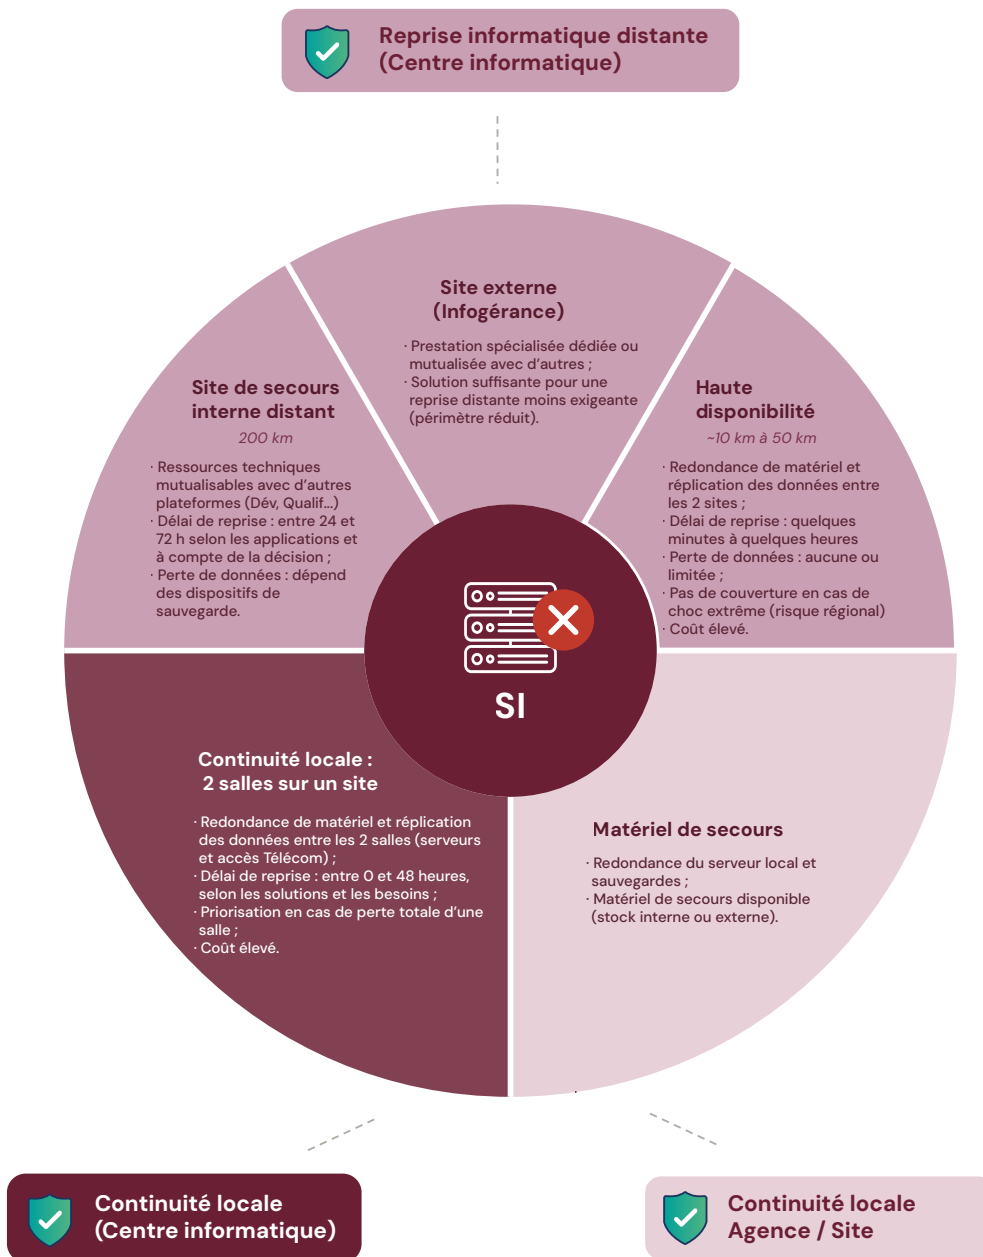 Reprise informatique distante
(Centre informatique)
Site externe
(Infogérance)
· Prestation spécialisée dédiée ou
mutualisée avec d'autres ;
· Solution suffisante pour une
reprise distante moins exigeante
(périmètre réduit).
Site de secours
interne distant
200 km
· Ressources techniques
mutualisables avec d'autres
plateformes (Dév, Qualif...)
· Délai de reprise : entre 24 et
72 h selon les applications et
à compte de la décision ;
· Perte de données : dépend
des dispositifs de
sauvegarde.
Haute
disponibilité
~10 km à 50 km
· Redondance de matériel et
réplication des données entre
les 2 sites ;
· Délai de reprise : quelques
minutes à quelques heures
· Perte de données : aucune ou
limitée ;
· Pas de couverture en cas de
choc extrême (risque régional)
· Coût élevé.
SI
Continuité locale :
2 salles sur un site
· Redondance de matériel et réplication
des données entre les 2 salles (serveurs
et accès Télécom) ;
· Délai de reprise : entre 0 et 48 heures,
selon les solutions et les besoins ;
· Priorisation en cas de perte totale d'une
salle ;
· Coût élevé.
Matériel de secours
· Redondance du serveur local et
sauvegardes ;
· Matériel de secours disponible
(stock interne ou externe).
Continuité locale
(Centre informatique)
Continuité locale
Agence / Site